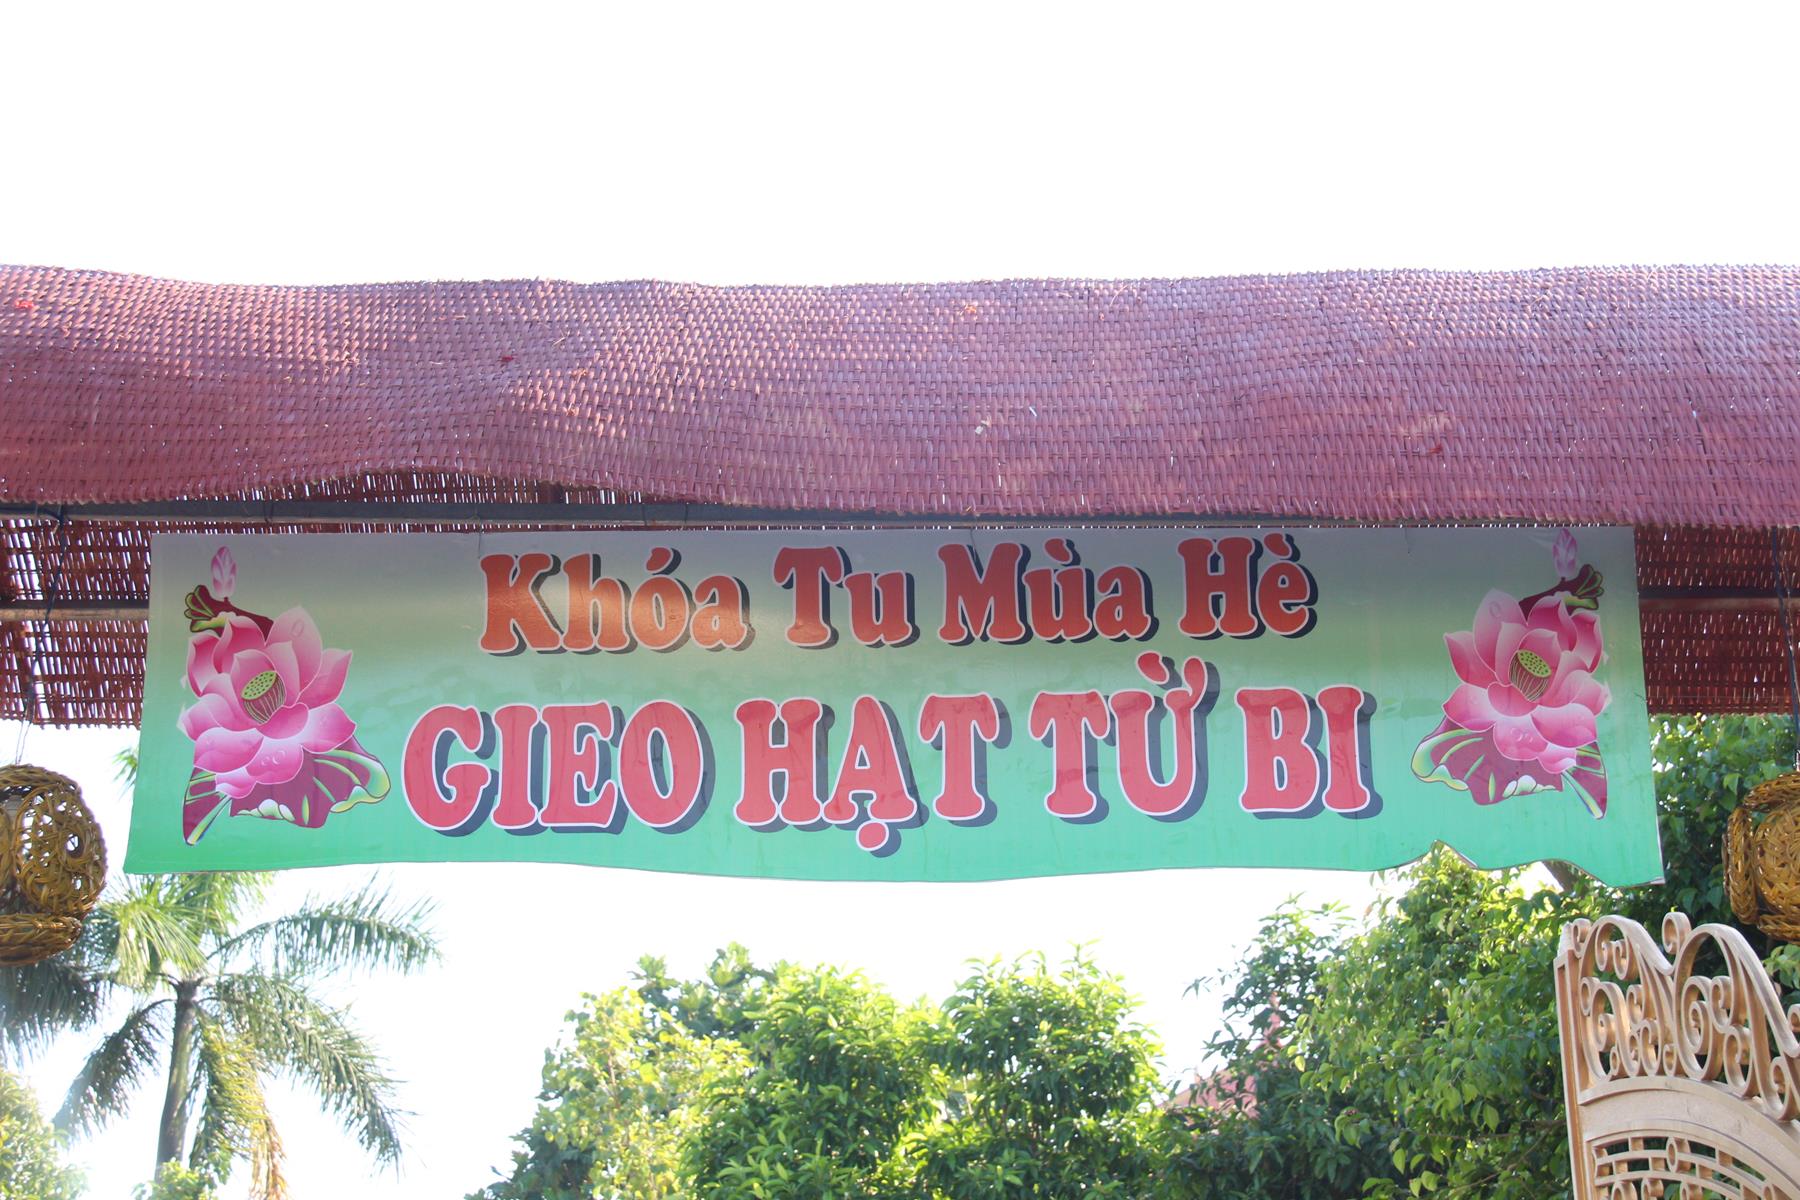 Khóa Tu Mùa Hè
GIEO HẠT TỪ BI